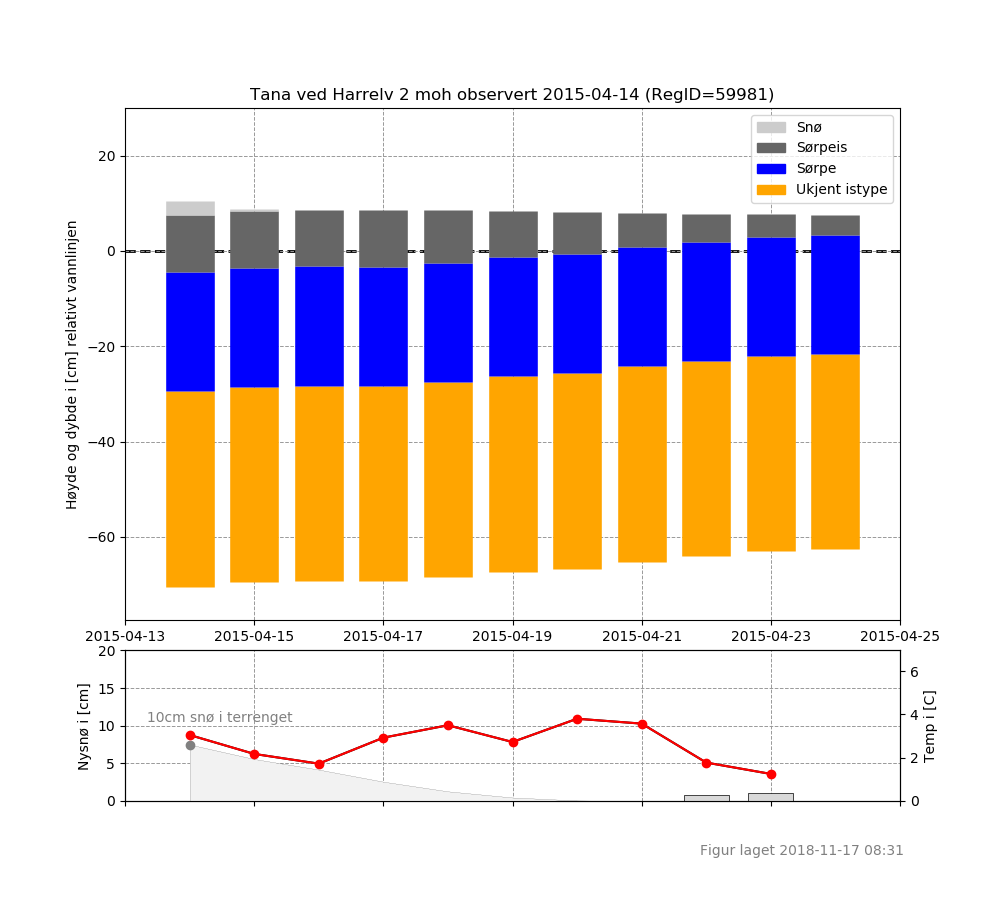 Tana ved Harrelv 2 moh observert 2015-04-14 (RegID=59981)
Snø
Sørpeis
Sørpe
Ukjent istype
20
0
−20
−40
−60
Høyde og dybde i [cm] relativt vannlinjen
2015-04-13 2015-04-15 2015-04-17 2015-04-19 2015-04-21 2015-04-23 2015-04-25
20
15
10
5
0
Nysnø i [cm]
10cm snø i terrenget
6
4
2
0
Temp i [C]
Figur laget 2018-11-17 08:31